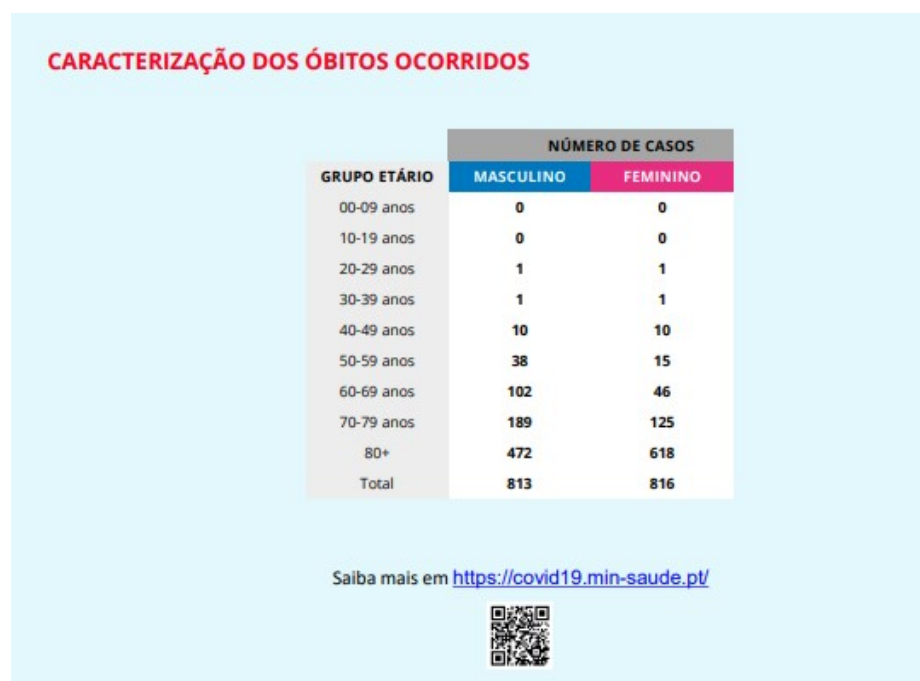 CARACTERIZAÇÃO DOS ÓBITOS OCORRIDOS
NÚMERO DE CASOS
GRUPO ETÁRIO MASCULINO FEMININO
00-09 anos 0 0
10-19 anos 0 0
20-29 anos 1 1
30-39 anos 1 1
40-49 anos 10 10
50-59 anos 38 15
60-69 anos 102 46
70-79 anos 189 125
80+ 472 618
Total 813 816
Saiba mais em https://covid19.min-saude.pt/